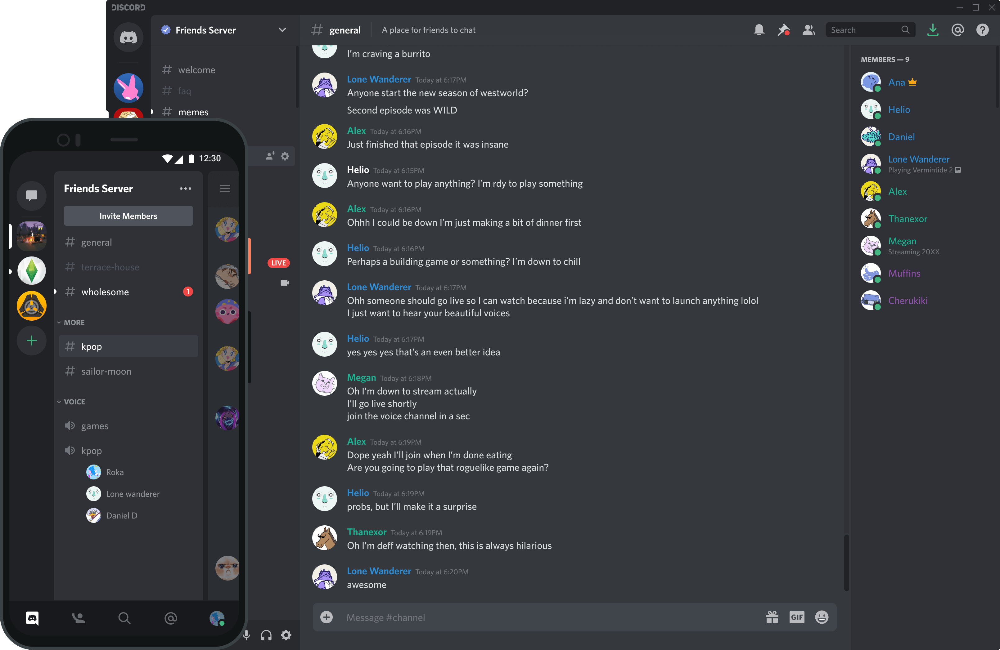 DISCORD
Friends Server
# general
A place for friends to chat
Search
# welcome
# faq
# memes
LIVE
I’m craving a burrito
Lone Wanderer Today at 6:17PM
Anyone start the new season of westworld?
Second episode was WILD
Alex Today at 6:16PM
Just finished that episode it was insane
Helio Today at 6:15PM
Anyone want to play anything? I’m rdy to play something
Alex Today at 6:16PM
Ohhh I could be down I’m just making a bit of dinner first
Helio Today at 6:16PM
Perhaps a building game or something? I’m down to chill
Lone Wanderer Today at 6:17PM
Ohh someone should go live so I can watch because i’m lazy and don’t want to launch anything lolol
I just want to hear your beautiful voices
Helio Today at 6:17PM
yes yes yes that’s an even better idea
Megan Today at 6:18PM
Oh I’m down to stream actually
I’ll go live shortly
join the voice channel in a sec
Alex Today at 6:19PM
Dope yeah I’ll join when I’m done eating
Are you going to play that roguelike game again?
Helio Today at 6:19PM
probs, but I’ll make it a surprise
Thanexor Today at 6:19PM
Oh I’m deff watching then, this is always hilarious
Lone Wanderer Today at 6:20PM
awesome
Message #channel
GIF
MEMBERS — 9
Ana
Helio
Daniel
Lone Wanderer
Playing Vermintide 2
Alex
Thanexor
Megan
Streaming 20XX
Muffins
Cherukiki
12:30
Friends Server
Invite Members
# general
# terrace-house
# wholesome 1
MORE
# kpop
# sailor-moon
VOICE
games
kpop
Roka
Lone wanderer
Daniel D